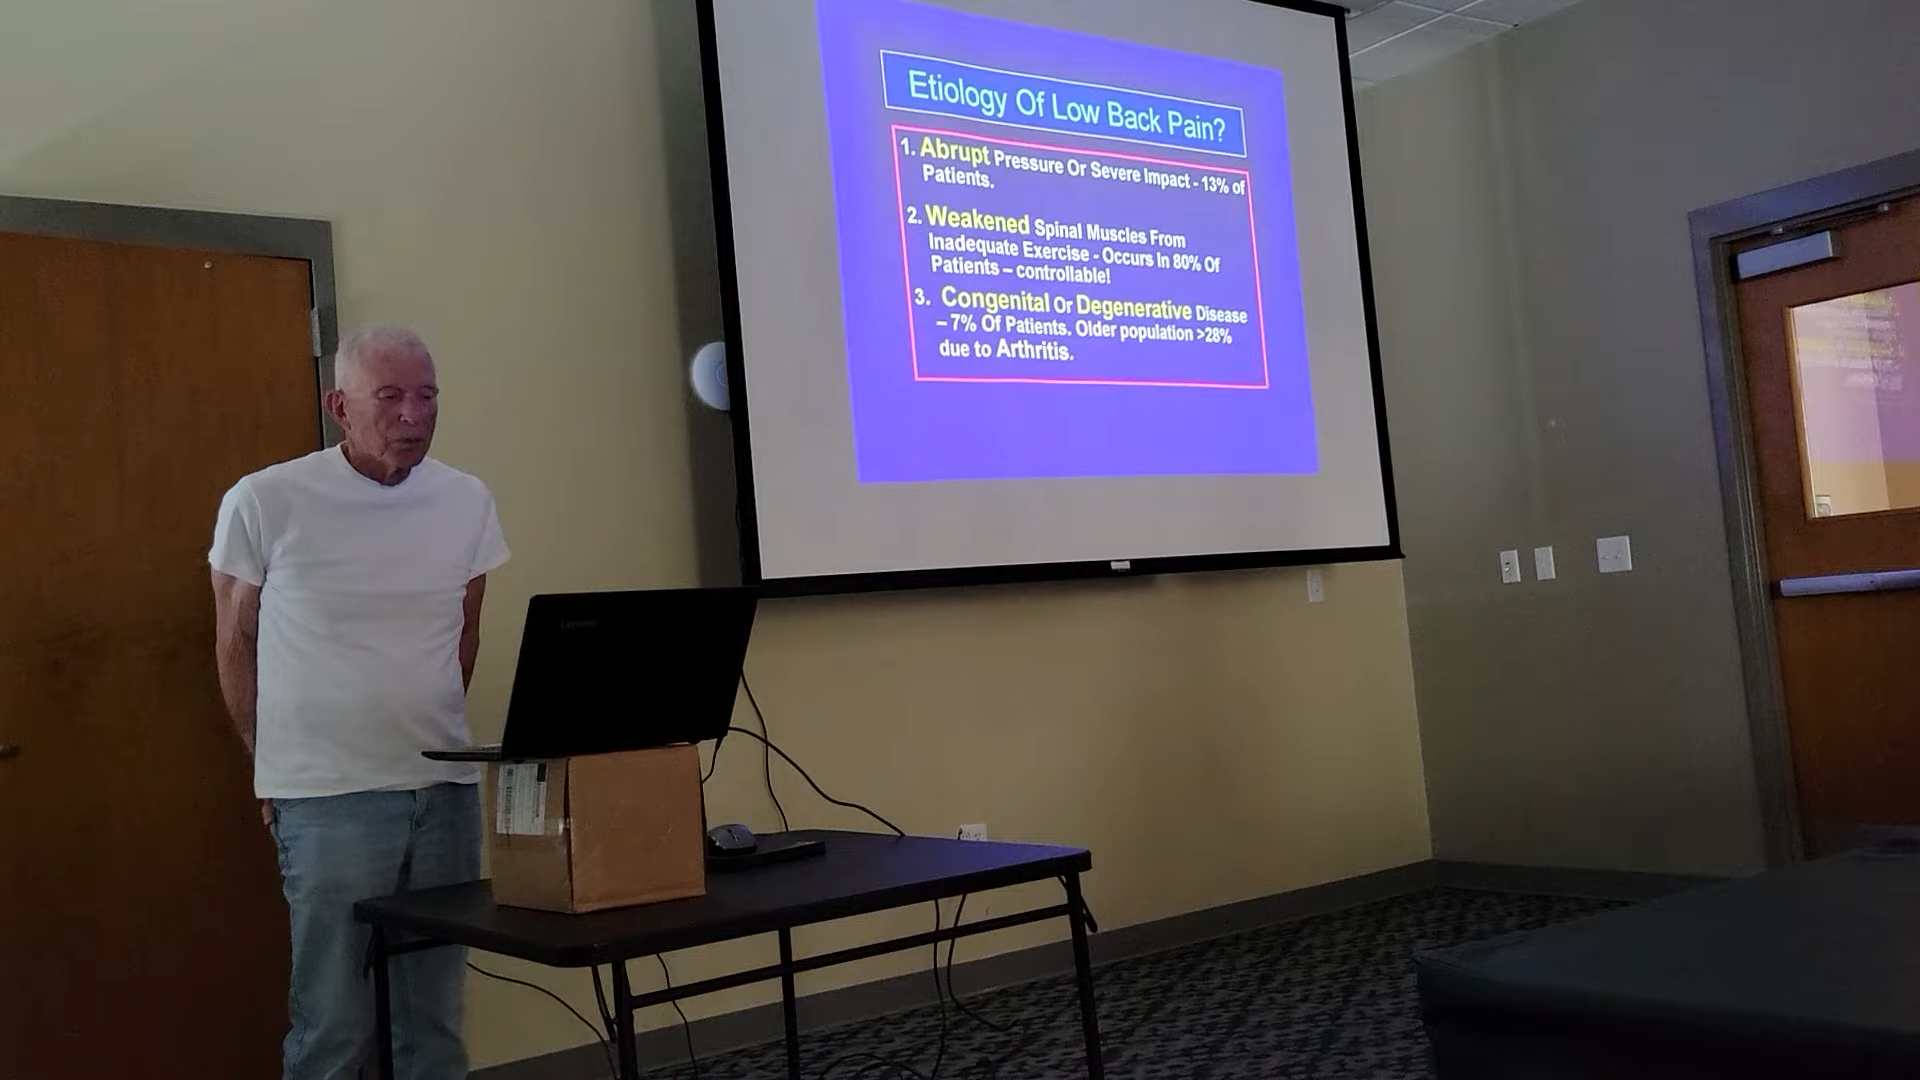 Etiology Of Low Back Pain?
1. Abrupt Pressure Or Severe Impact - 13% of
Patients.
2. Weakened Spinal Muscles From
Inadequate Exercise - Occurs In 80% Of
Patients – controllable!
3. Congenital Or Degenerative Disease
– 7% Of Patients. Older population >28%
due to Arthritis.